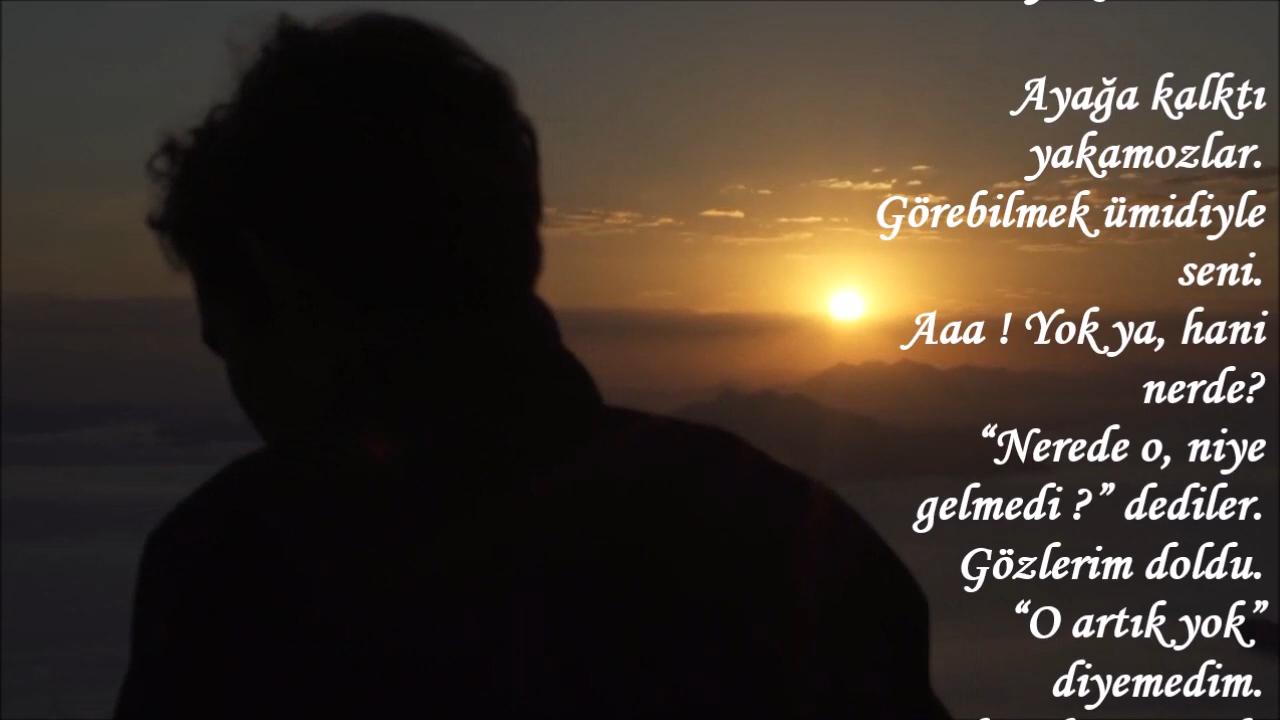 Ayağa kalktı
yakamozlar.
Görebilmek ümidiyle
seni.
Aaa ! Yok ya, hani
nerde?
“Nerede o, niye
gelmedi ?” dediler.
Gözlerim doldu.
“O artık yok”
diyemedim.